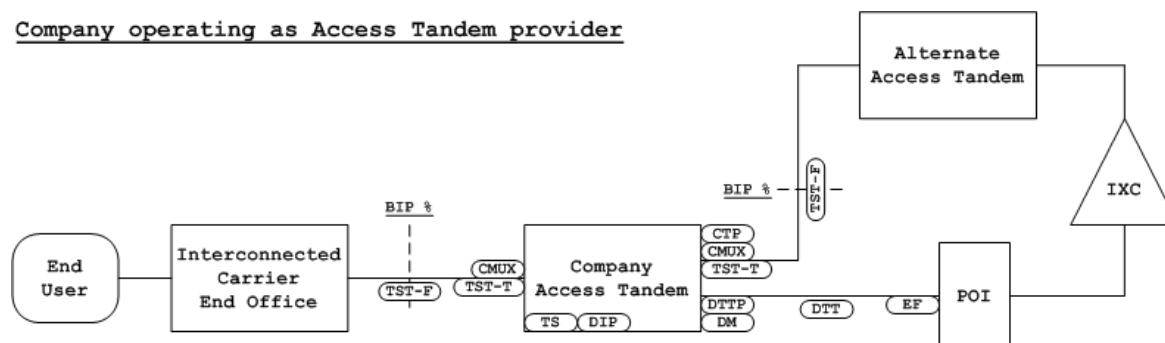 Company operating as Access Tandem provider
Alternate
Access Tandem
TST-F
BIP %
IXC
BIP %
End
User
Interconnected
Carrier
End Office
TST-F
CMUX
TST-T
Company
Access Tandem
TS
DIP
CTP
CMUX
TST-T
DTTP
DM
DTT
EF
POI